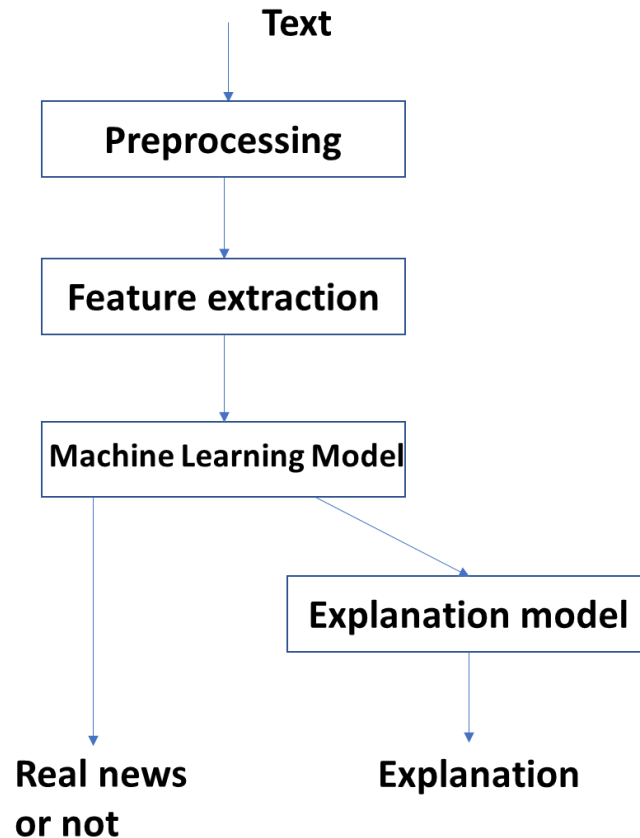 Text
Preprocessing
Feature extraction
Machine Learning Model
Explanation model
Real news
or not
Explanation